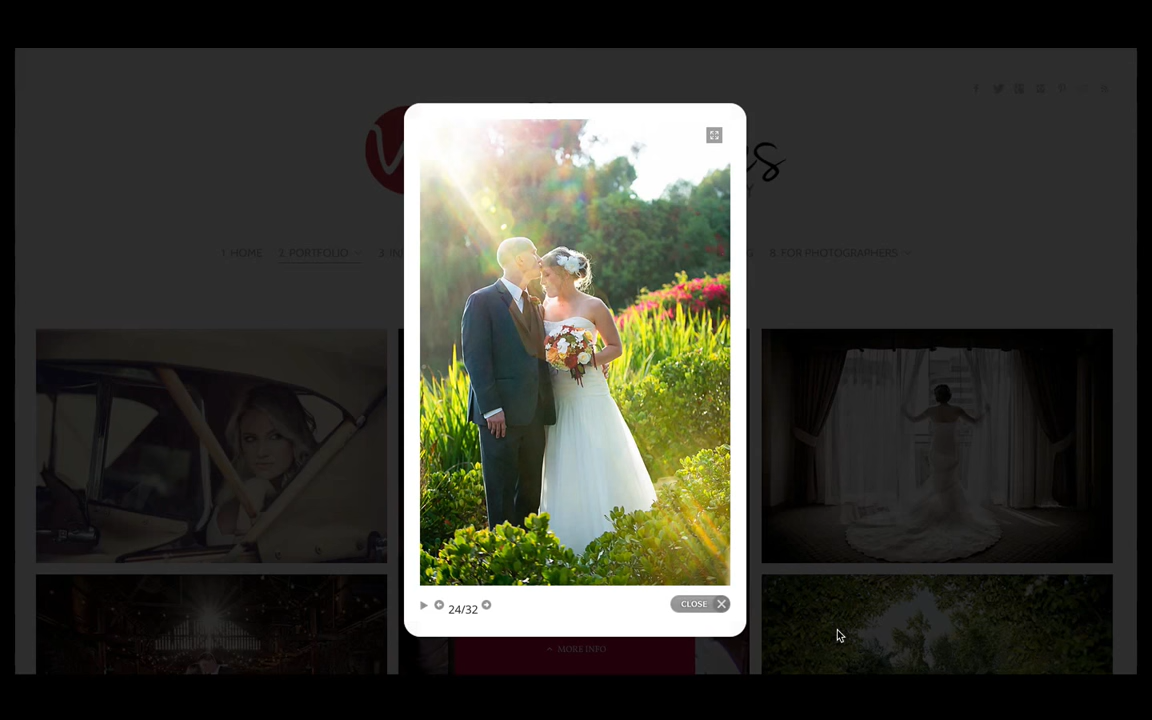 1. HOME 2. PORTFOLIO 8. FOR PHOTOGRAPHERS
24/32 CLOSE
MORE INFO